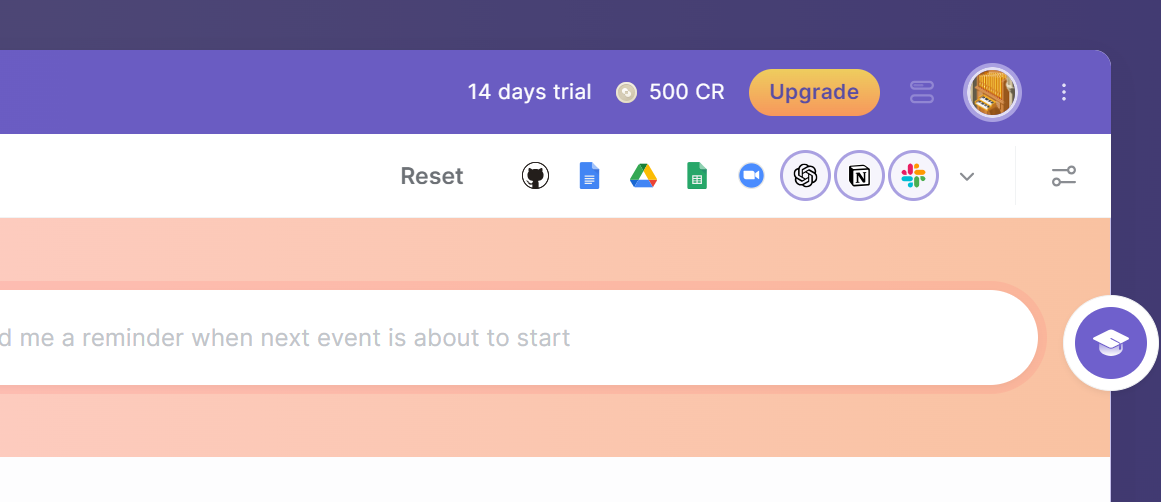 14 days trial 500 CR Upgrade
Reset
d me a reminder when next event is about to start